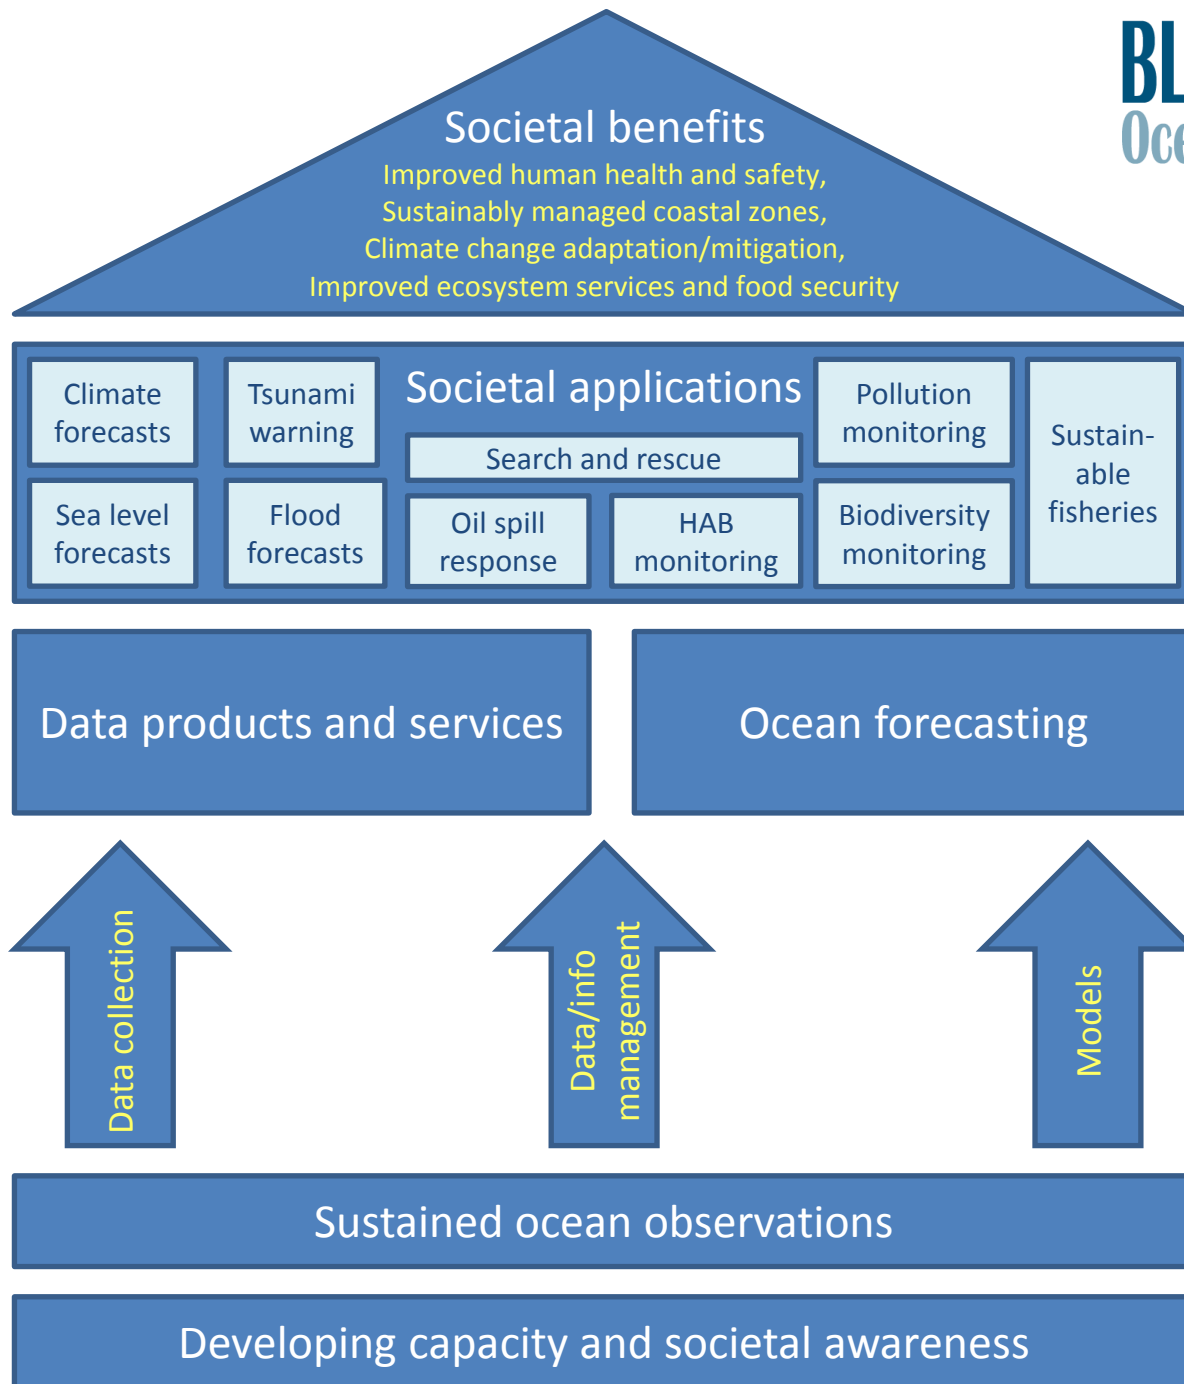 BL
Oce
Societal benefits
Improved human health and safety,
Sustainably managed coastal zones,
Climate change adaptation/mitigation,
Improved ecosystem services and food security
Societal applications
Climate
forecasts
Tsunami
warning
Search and rescue
Pollution
monitoring
Sustain-
able
fisheries
Sea level
forecasts
Flood
forecasts
Oil spill
response
HAB
monitoring
Biodiversity
monitoring
Data products and services
Ocean forecasting
Data collection
Data/info
management
Models
Sustained ocean observations
Developing capacity and societal awareness